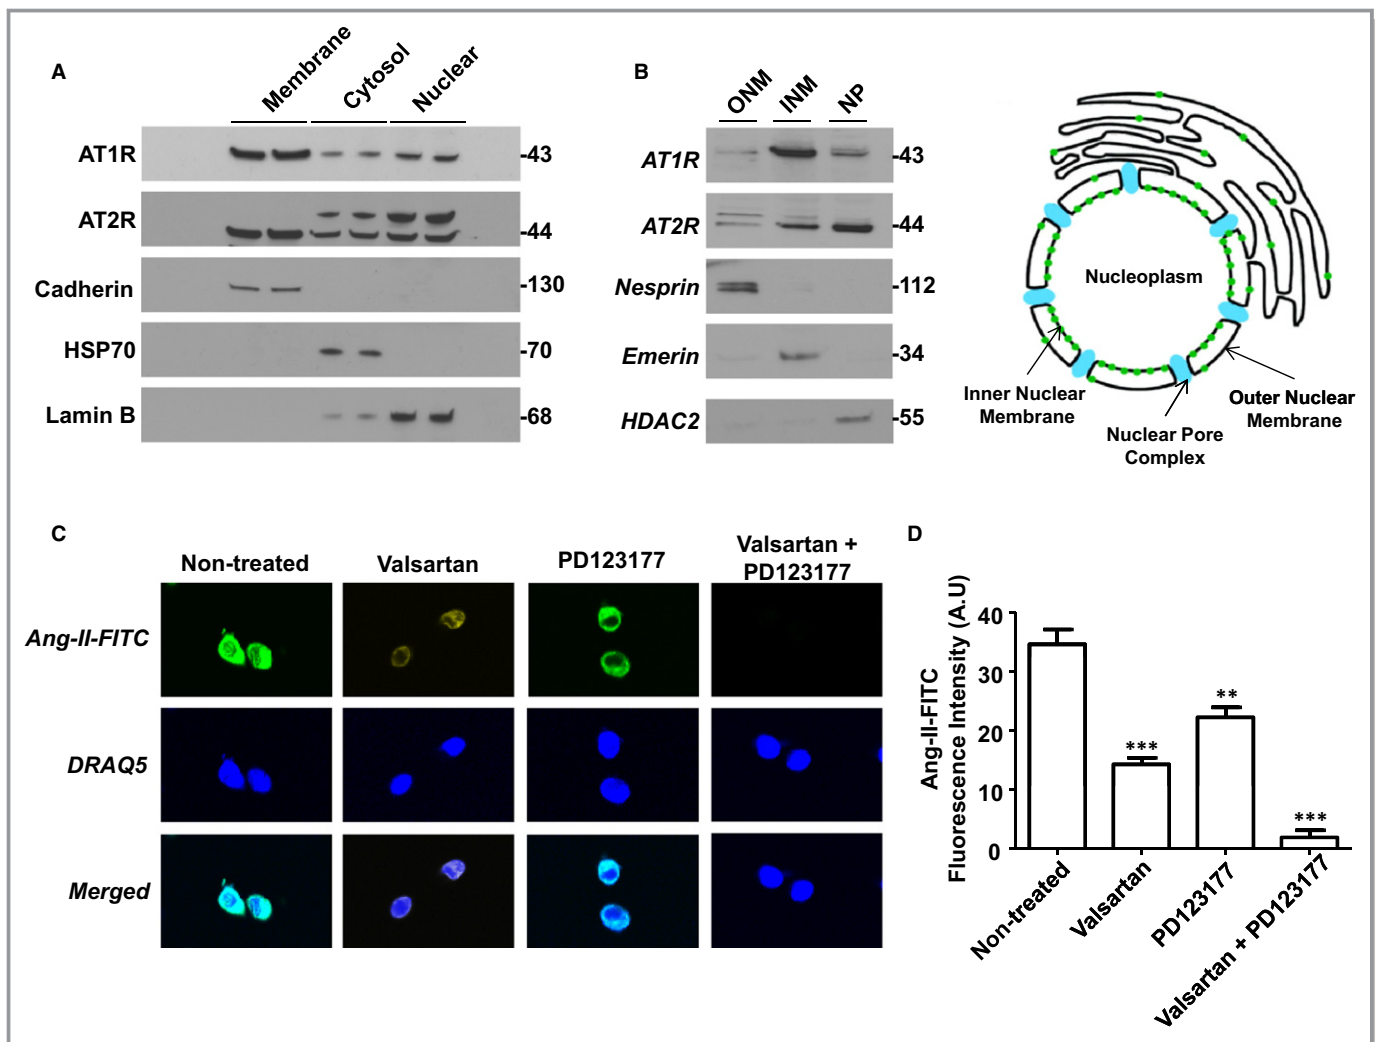 A
Membrane
Cytosol
Nuclear
AT1R
-43
AT2R
-44
Cadherin
-130
HSP70
-70
Lamin B
-68
B
ONM
INM
NP
AT1R
-43
AT2R
-44
Nesprin
-112
Emerin
-34
HDAC2
-55
Nucleoplasm
Inner Nuclear
Membrane
Nuclear Pore
Complex
Outer Nuclear
Membrane
C
Non-treated
Valsartan
PD123177
Valsartan +
PD123177
Ang-II-FITC
DRAQ5
Merged
D
Ang-II-FITC
Fluorescence Intensity (A.U)
40
30
20
10
0
***
**
***
Non-treated
Valsartan
PD123177
Valsartan + PD123177